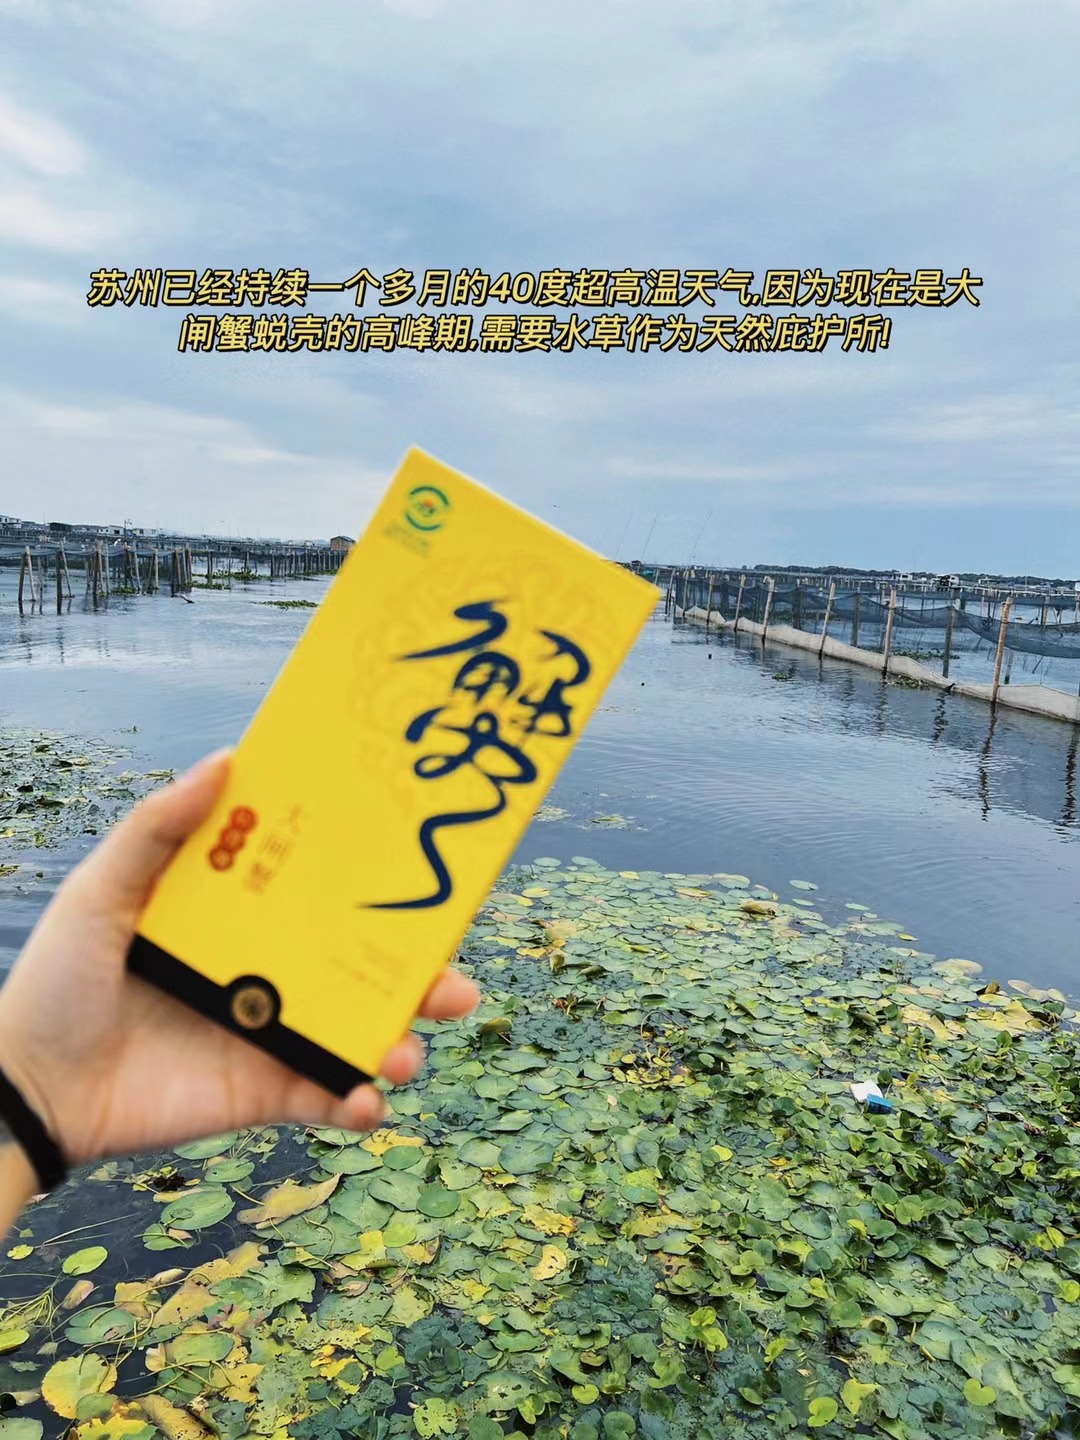 苏州已经持续一个多月的40度超高温天气,因为现在是大
闸蟹蜕壳的高峰期,需要水草作为天然庇护所!
蟹
大闸蟹